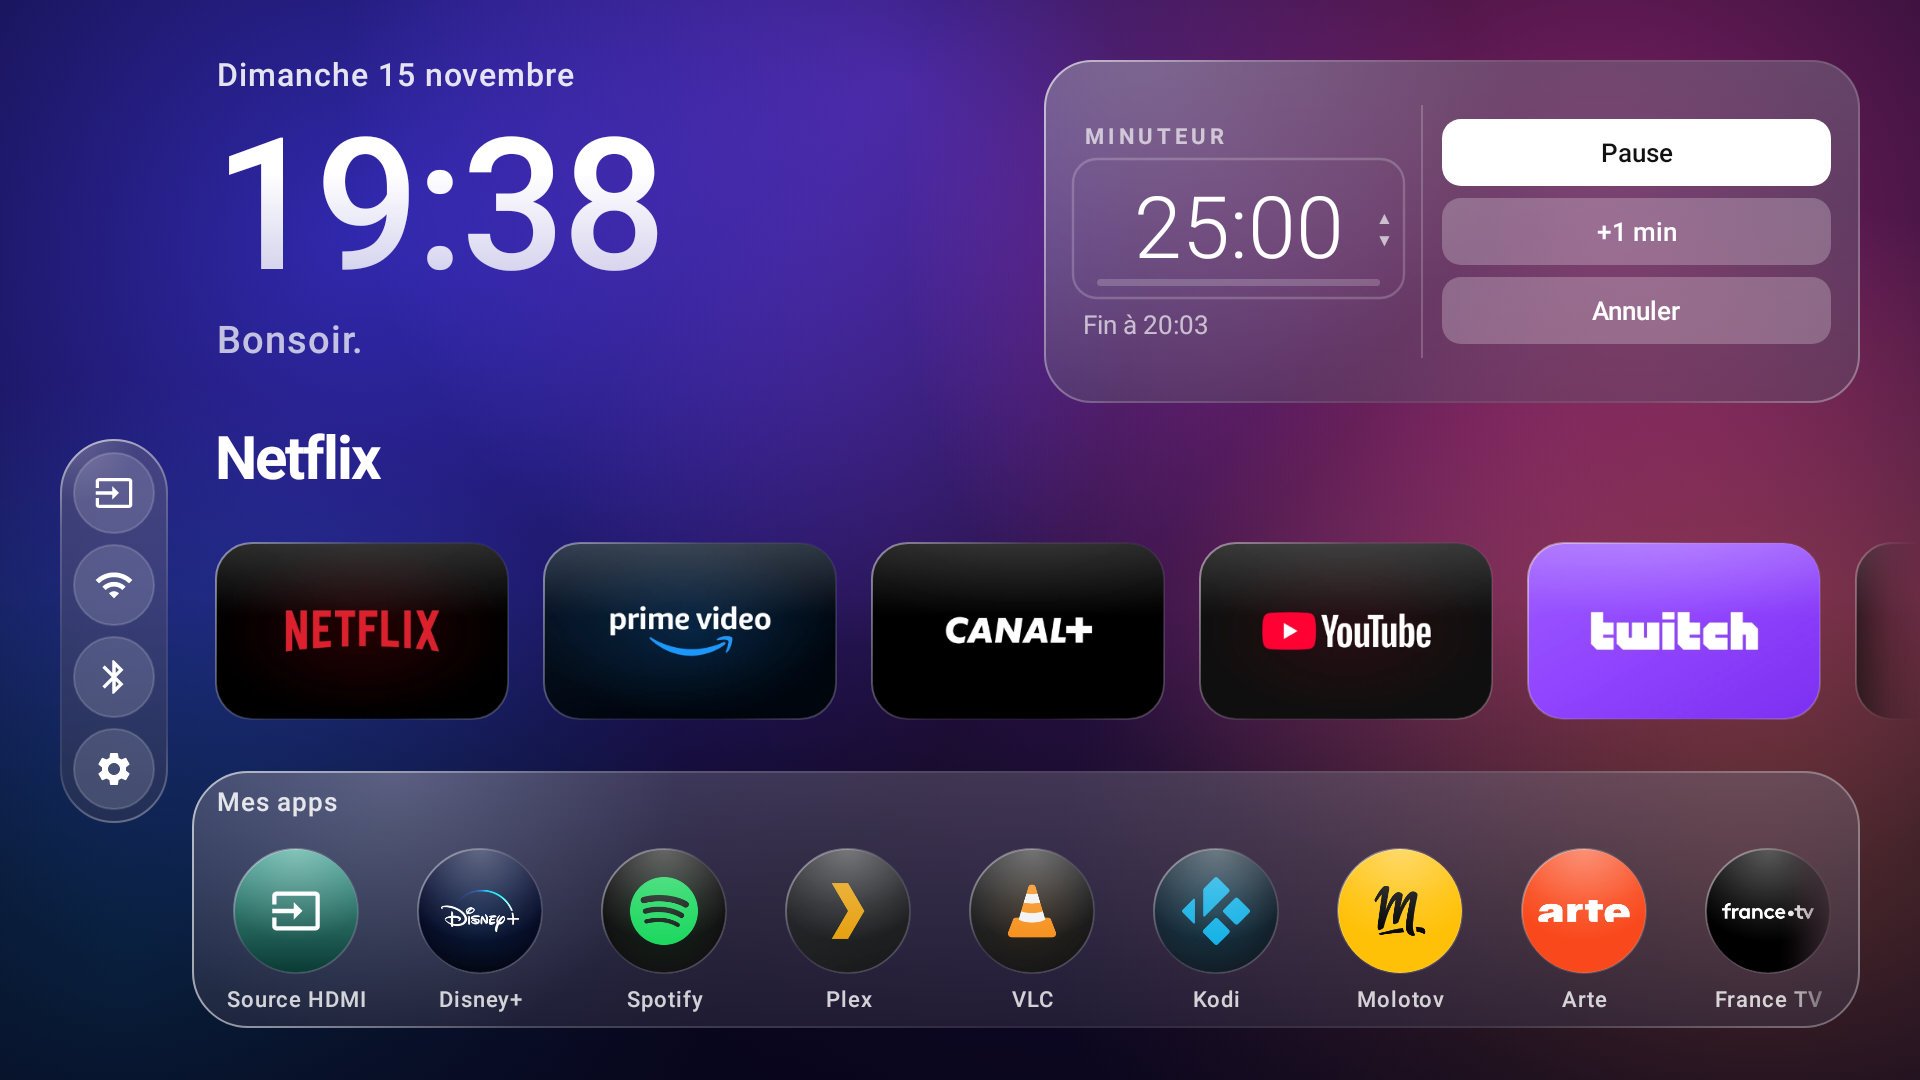 Dimanche 15 novembre
19:38
Bonsoir.
MINUTEUR
25:00
Fin à 20:03
Pause
+1 min
Annuler
Netflix
NETFLIX
prime video
CANAL+
YouTube
twitch
Mes apps
Disney+
M.
arte
france•tv
Source HDMI
Disney+
Spotify
Plex
VLC
Kodi
Molotov
Arte
France TV